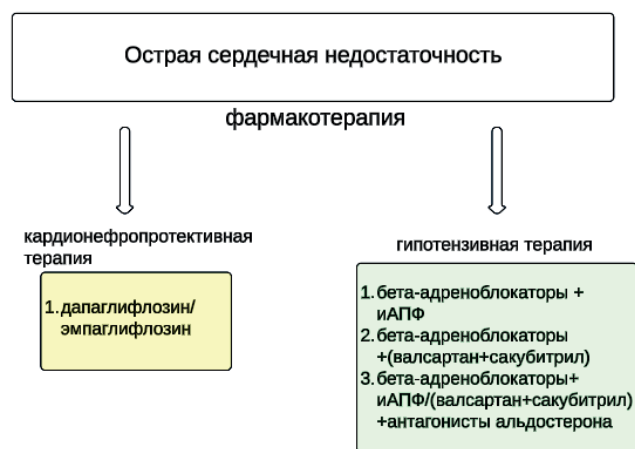 Острая сердечная недостаточность
фармакотерапия
кардионефропротективная
терапия
1. дапаглифлозин/
эмпаглифлозин
гипотензивная терапия
1. бета-адреноблокаторы +
иАПФ
2. бета-адреноблокаторы
+(валсартан+сакубитрил)
3. бета-адреноблокаторы+
иАПФ/(валсартан+сакубитрил)
+антагонисты альдостерона